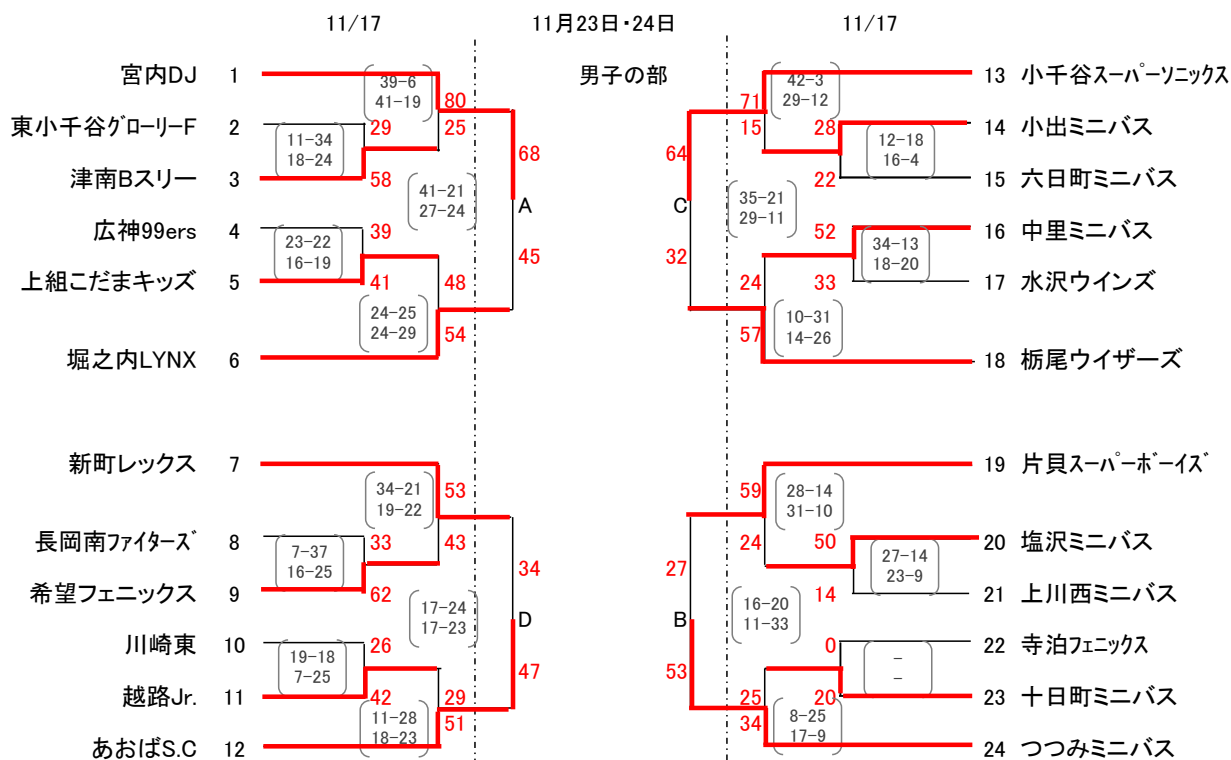 11/17
11月23日・24日
11/17
男子の部
宮内DJ 1
39-6
41-19
80
25
東小千谷グローリーF 2
29
11-34
18-24
津南Bスリー 3
58
68
A
45
41-21
27-24
広神99ers 4
39
23-22
16-19
上組こだまキッズ 5
41
48
24-25
24-29
54
堀之内LYNX 6
新町レックス 7
34-21
19-22
53
43
長岡南ファイターズ 8
33
7-37
16-25
希望フェニックス 9
62
34
D
47
17-24
17-23
川崎東 10
26
19-18
7-25
越路Jr. 11
42
29
11-28
18-23
51
あおばS.C 12
13 小千谷スーパーソニックス
42-3
29-12
71
15
28
14 小出ミニバス
12-18
16-4
22
15 六日町ミニバス
64
C
32
35-21
29-11
52
16 中里ミニバス
34-13
18-20
24
33
17 水沢ウインズ
10-31
14-26
57
18 栃尾ウイザーズ
19 片貝スーパーボーイズ
59
28-14
31-10
24
50
20 塩沢ミニバス
27-14
23-9
14
21 上川西ミニバス
27
B
53
16-20
11-33
0
22 寺泊フェニックス
-
-
25
20
23 十日町ミニバス
34
8-25
17-9
24 つつみミニバス